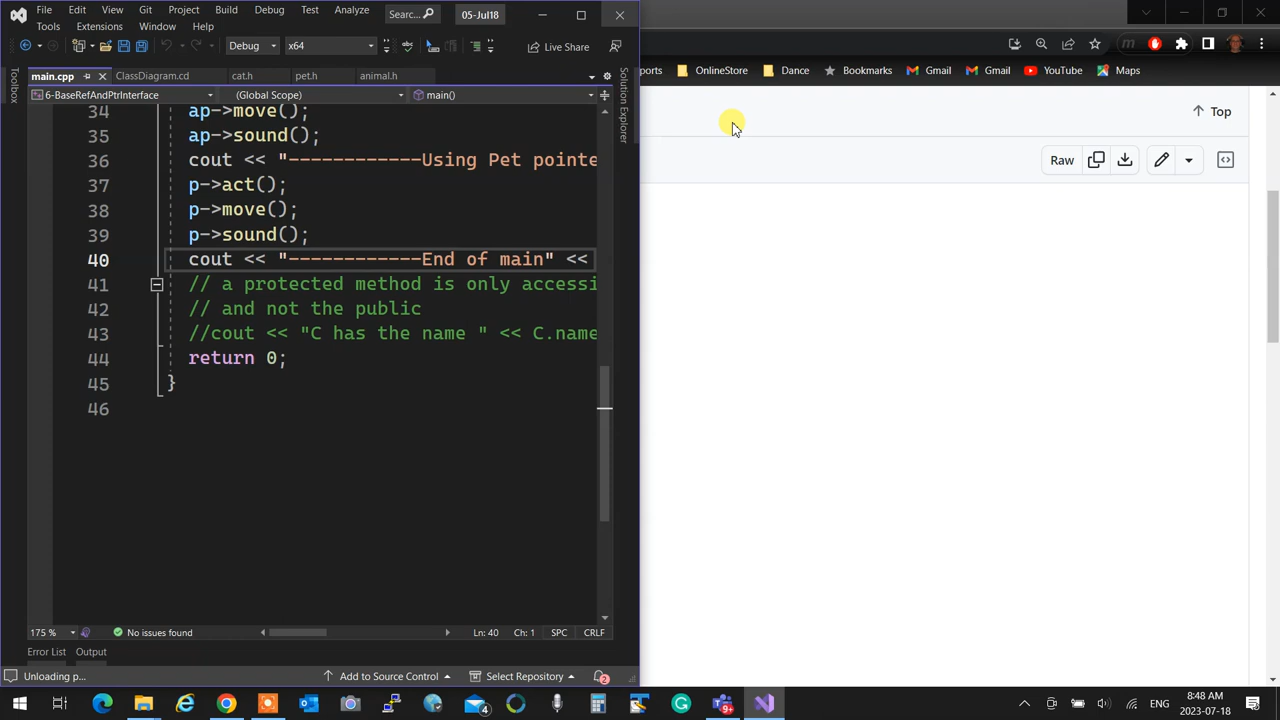 File Edit View Git Project Build Debug Test Analyze Searc... 05-Jul18
Tools Extensions Window Help
Debug x64 Live Share
Toolbox
main.cpp ClassDiagram.cd cat.h pet.h animal.h
6-BaseRefAndPtrInterface (Global Scope) main()
Solution Explorer
34 ap->move();
35 ap->sound();
36 cout << "------------Using Pet pointe
37 p->act();
38 p->move();
39 p->sound();
40 cout << "------------End of main" <<
41 // a protected method is only accessi
42 // and not the public
43 //cout << "C has the name " << C.name
44 return 0;
45 }
46
175 % No issues found Ln: 40 Ch: 1 SPC CRLF
Error List Output
Unloading p... Add to Source Control Select Repository 2
ports OnlineStore Dance Bookmarks Gmail Gmail YouTube Maps
Top
Raw
4 9+ ENG 8:48 AM
2023-07-18